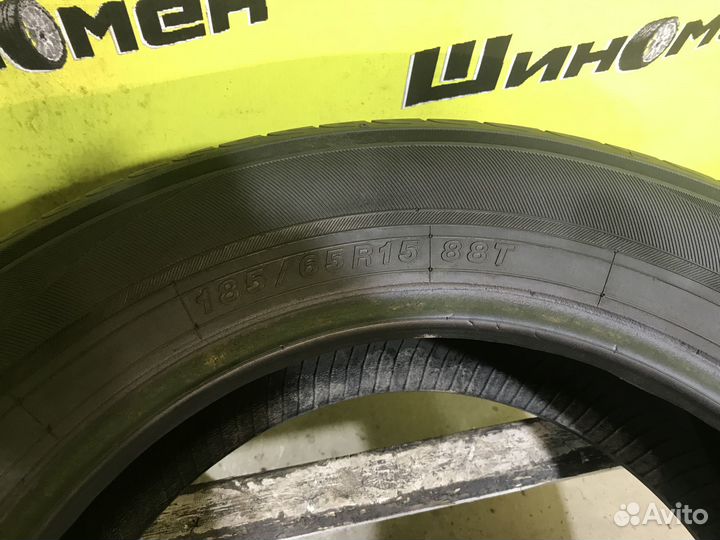 омен
Шином
185/65R15 88T
Avito